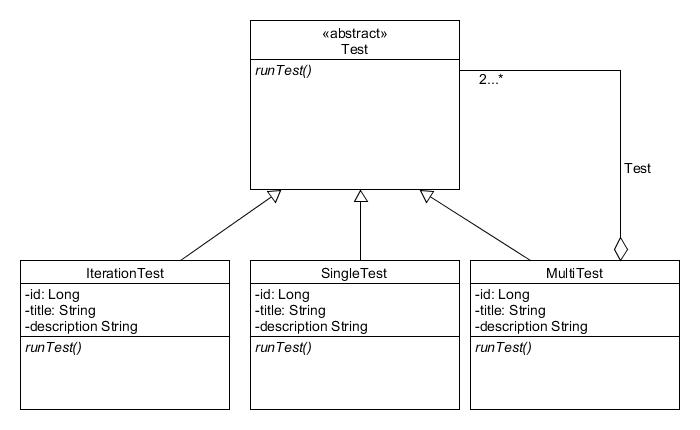 «abstract»
Test
runTest()
2...*
Test
IterationTest
-id: Long
-title: String
-description String
runTest()
SingleTest
-id: Long
-title: String
-description String
runTest()
MultiTest
-id: Long
-title: String
-description String
runTest()